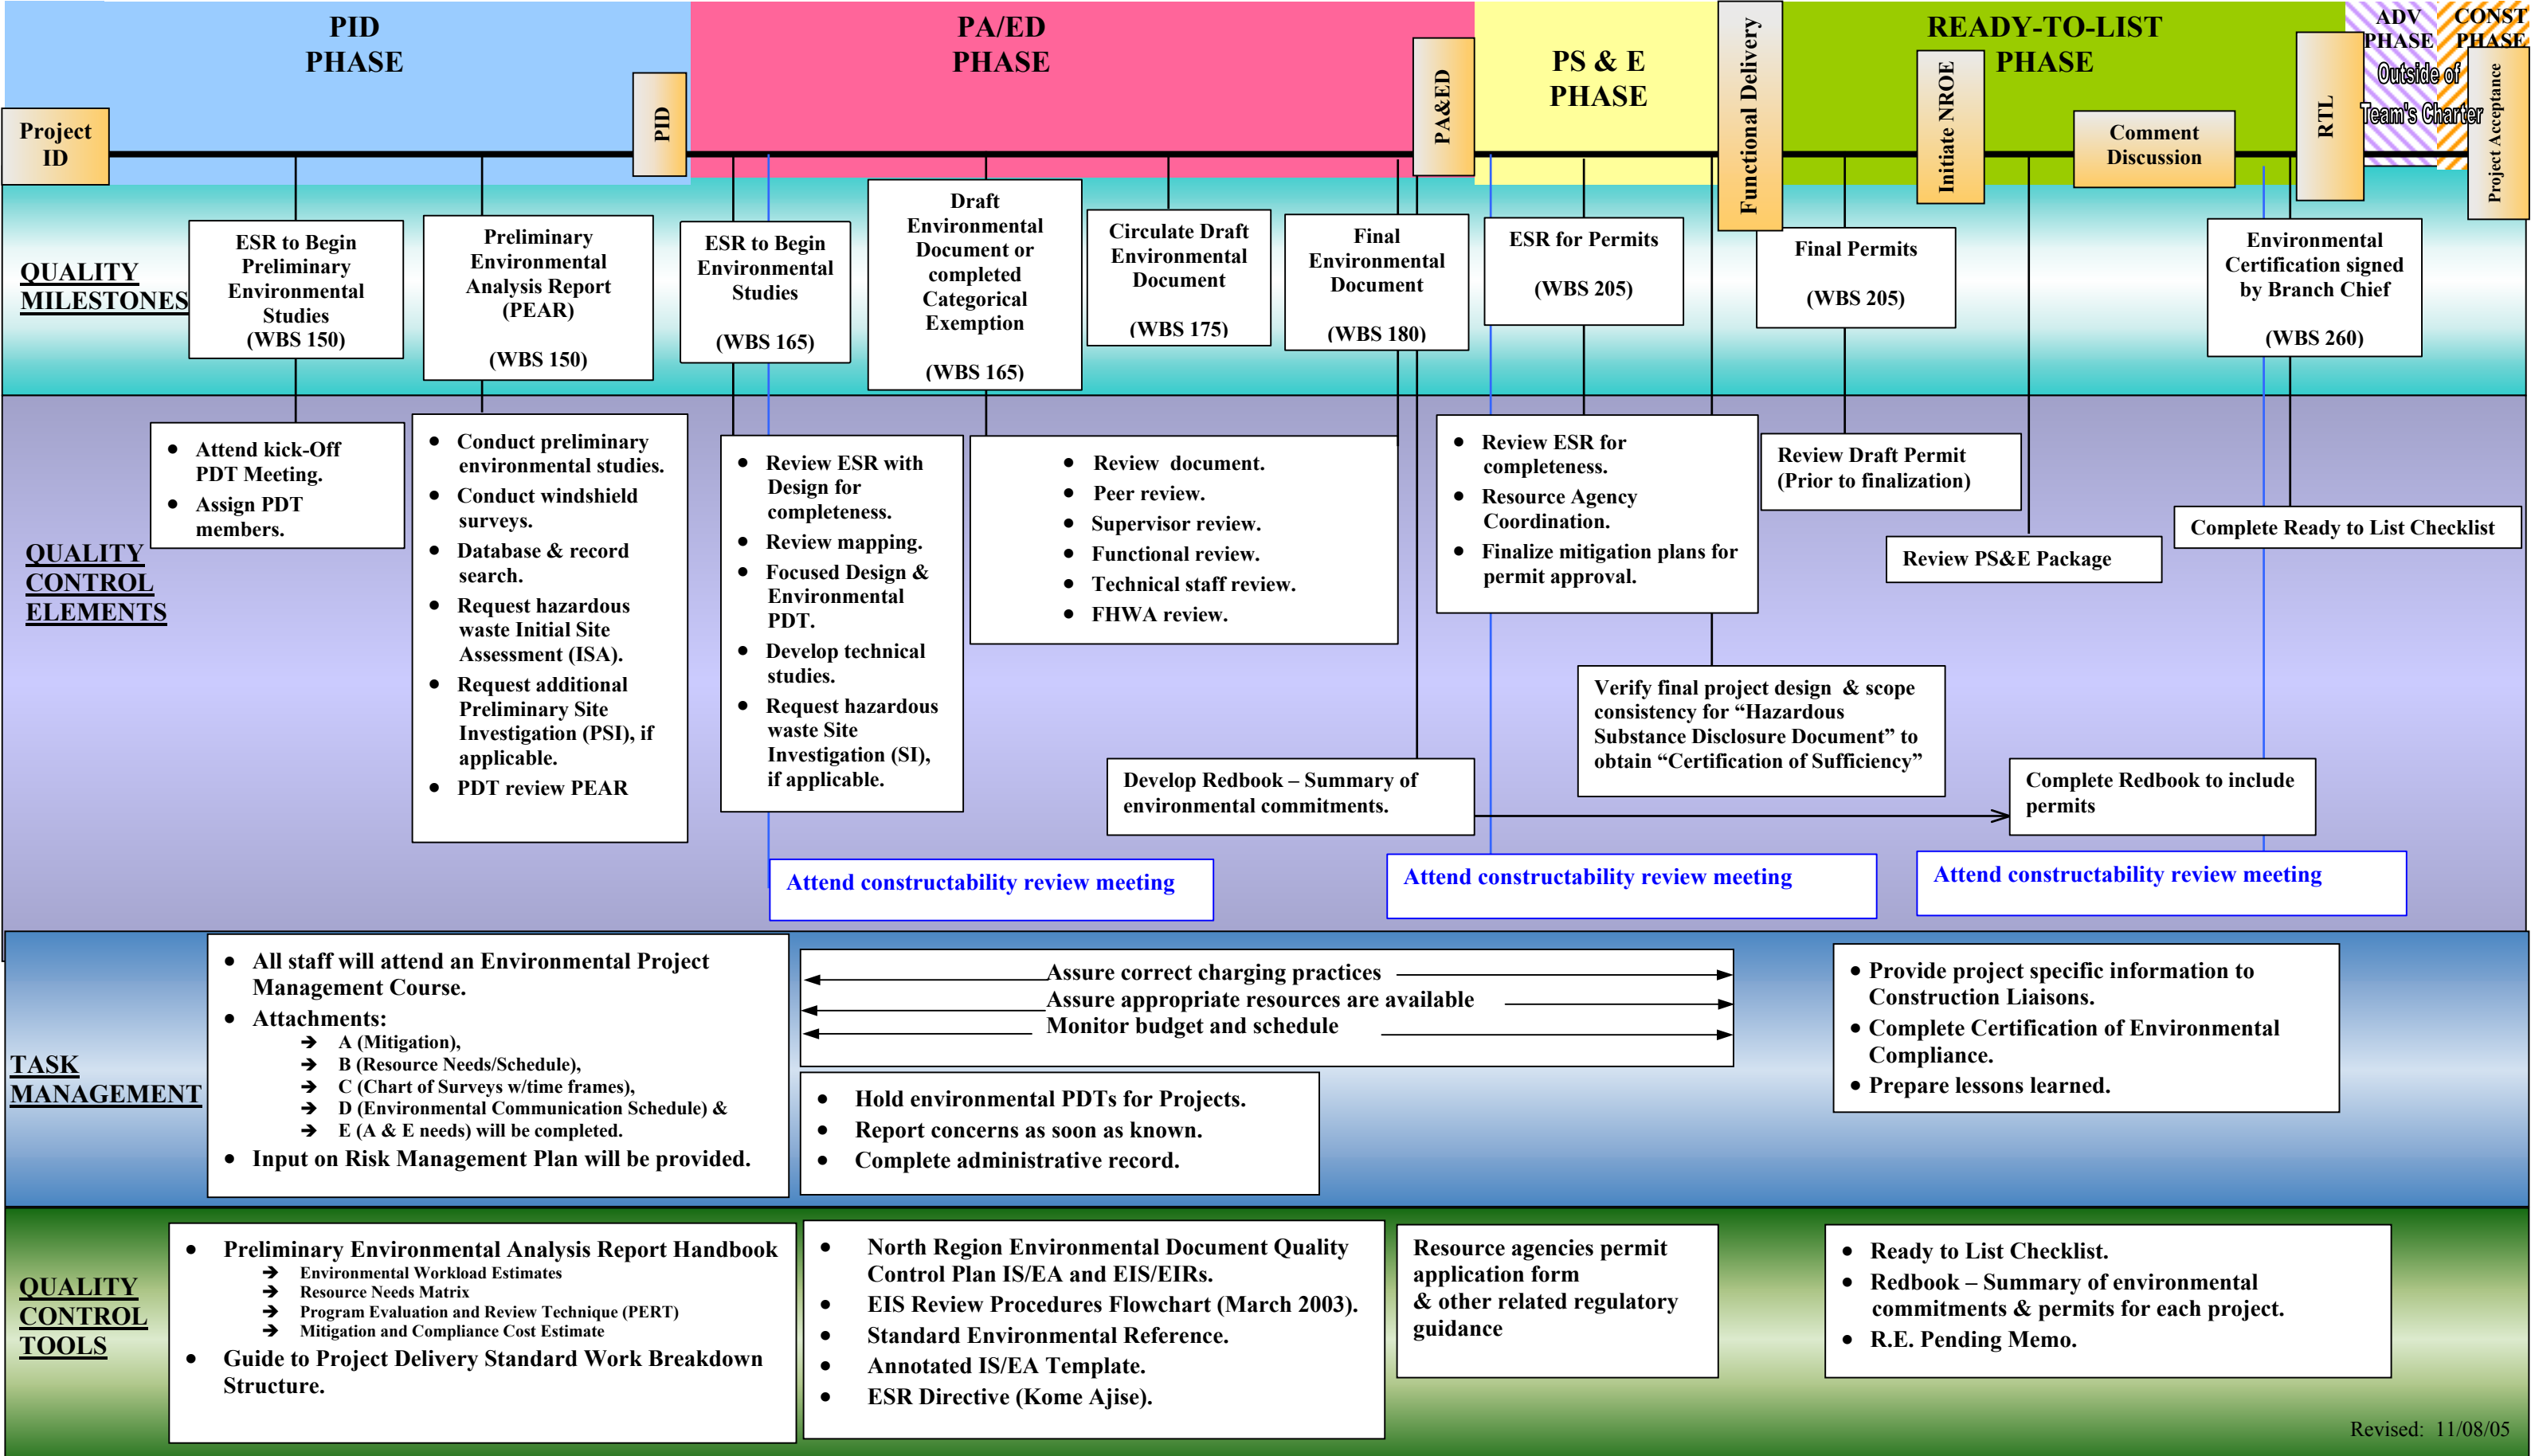 PID
PHASE
PA/ED
PHASE
PS & E
PHASE
READY-TO-LIST
PHASE
ADV
PHASE
CONST
PHASE
Outside of
Team's Charter
Project
ID
PID
PA&ED
Functional Delivery
Initiate NROE
Comment
Discussion
RTL
Project Acceptance
QUALITY
MILESTONES
ESR to Begin
Preliminary
Environmental
Studies
(WBS 150)
Preliminary
Environmental
Analysis Report
(PEAR)
(WBS 150)
ESR to Begin
Environmental
Studies
(WBS 165)
Draft
Environmental
Document or
completed
Categorical
Exemption
(WBS 165)
Circulate Draft
Environmental
Document
(WBS 175)
Final
Environmental
Document
(WBS 180)
ESR for Permits
(WBS 205)
Final Permits
(WBS 205)
Environmental
Certification signed
by Branch Chief
(WBS 260)
QUALITY
CONTROL
ELEMENTS
• Attend kick-Off
PDT Meeting.
• Assign PDT
members.
• Conduct preliminary
environmental studies.
• Conduct windshield
surveys.
• Database & record
search.
• Request hazardous
waste Initial Site
Assessment (ISA).
• Request additional
Preliminary Site
Investigation (PSI), if
applicable.
• PDT review PEAR
• Review ESR with
Design for
completeness.
• Review mapping.
• Focused Design &
Environmental
PDT.
• Develop technical
studies.
• Request hazardous
waste Site
Investigation (SI),
if applicable.
• Review document.
• Peer review.
• Supervisor review.
• Functional review.
• Technical staff review.
• FHWA review.
• Review ESR for
completeness.
• Resource Agency
Coordination.
• Finalize mitigation plans for
permit approval.
Review Draft Permit
(Prior to finalization)
Review PS&E Package
Complete Ready to List Checklist
Verify final project design & scope
consistency for “Hazardous
Substance Disclosure Document” to
obtain “Certification of Sufficiency”
Develop Redbook – Summary of
environmental commitments.
Complete Redbook to include
permits
Attend constructability review meeting
Attend constructability review meeting
Attend constructability review meeting
TASK
MANAGEMENT
• All staff will attend an Environmental Project
Management Course.
• Attachments:
➔ A (Mitigation),
➔ B (Resource Needs/Schedule),
➔ C (Chart of Surveys w/time frames),
➔ D (Environmental Communication Schedule) &
➔ E (A & E needs) will be completed.
• Input on Risk Management Plan will be provided.
Assure correct charging practices
Assure appropriate resources are available
Monitor budget and schedule
• Hold environmental PDTs for Projects.
• Report concerns as soon as known.
• Complete administrative record.
• Provide project specific information to
Construction Liaisons.
• Complete Certification of Environmental
Compliance.
• Prepare lessons learned.
QUALITY
CONTROL
TOOLS
• Preliminary Environmental Analysis Report Handbook
➔ Environmental Workload Estimates
➔ Resource Needs Matrix
➔ Program Evaluation and Review Technique (PERT)
➔ Mitigation and Compliance Cost Estimate
• Guide to Project Delivery Standard Work Breakdown
Structure.
• North Region Environmental Document Quality
Control Plan IS/EA and EIS/EIRs.
• EIS Review Procedures Flowchart (March 2003).
• Standard Environmental Reference.
• Annotated IS/EA Template.
• ESR Directive (Kome Ajise).
Resource agencies permit
application form
& other related regulatory
guidance
• Ready to List Checklist.
• Redbook – Summary of environmental
commitments & permits for each project.
• R.E. Pending Memo.
Revised: 11/08/05